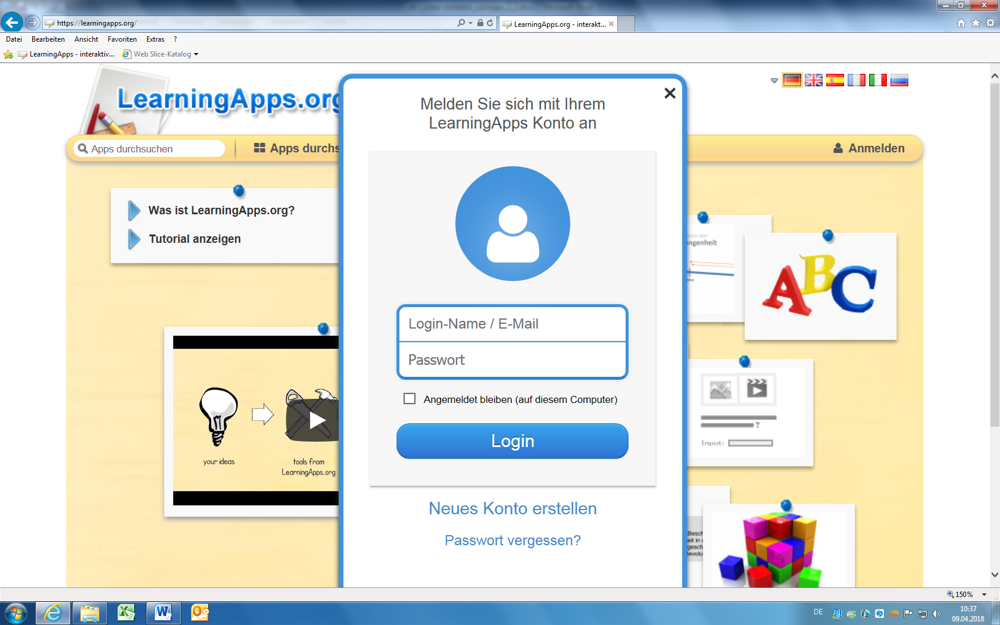 https://learningapps.org/
LearningApps.org - interakt...
Datei Bearbeiten Ansicht Favoriten Extras ?
LearningApps - interaktiv... Web Slice-Katalog
LearningApps.org
Apps durchsuchen
Apps durchs
Anmelden
Was ist LearningApps.org?
Tutorial anzeigen
your ideas
tools from
LearningApps.org
Melden Sie sich mit Ihrem
LearningApps Konto an
Login-Name / E-Mail
Passwort
Angemeldet bleiben (auf diesem Computer)
Login
Neues Konto erstellen
Passwort vergessen?
ren der
ngenheit
ABC
?
Input:
Besch
eit in
gesch
evolu
150%
DE
10:37
09.04.2018